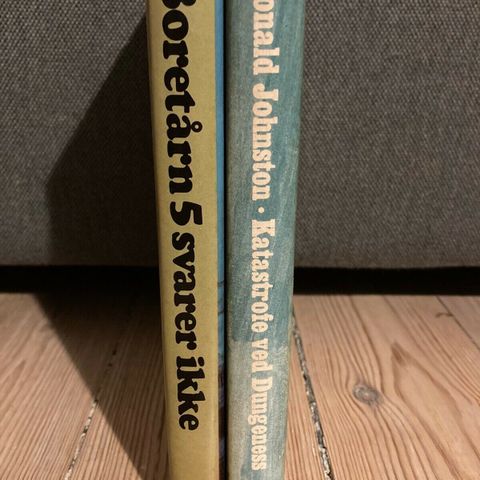 Boretårn 5 svarer ikke
onald Johnston · Katastrofe ved Dungeness